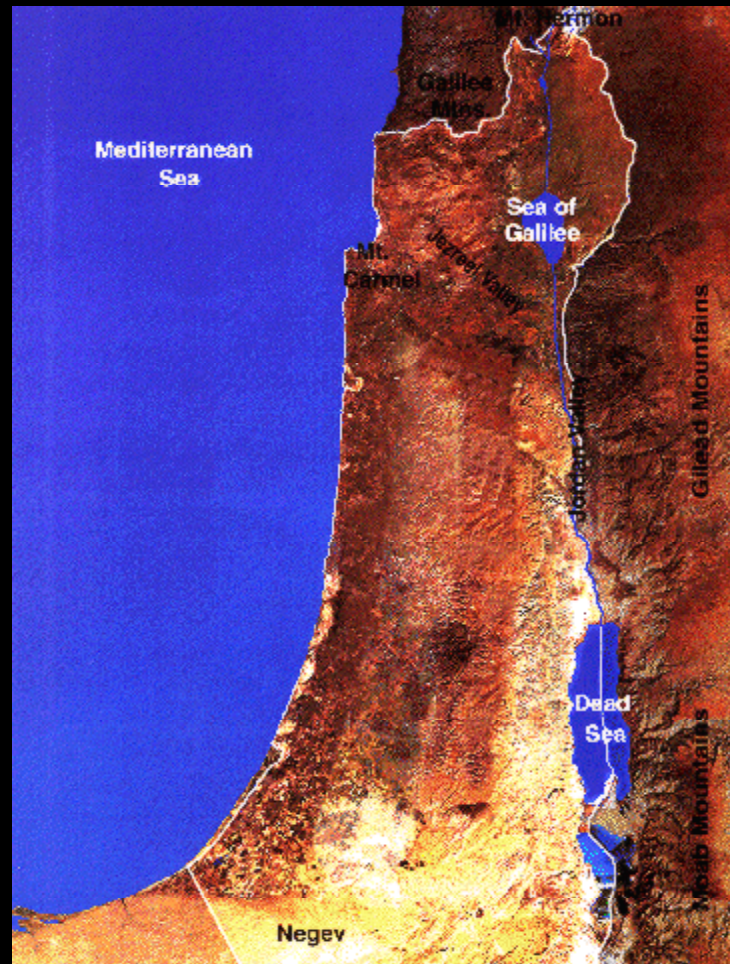 Mt. Hermon
Galilee
Mtns.
Mediterranean
Sea
Sea of
Galilee
Mt.
Carmel
Jezreel Valley
Gilead Mountains
Jordan Valley
Dead
Sea
Moab Mountains
Negev